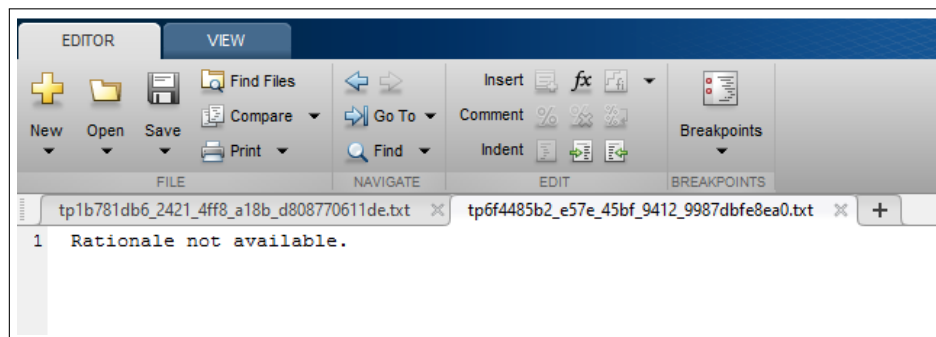 EDITOR VIEW
New Open Save Find Files Compare Print
FILE
Go To Find
NAVIGATE
Insert fx fi
Comment % % %
Indent
EDIT
Breakpoints
BREAKPOINTS
tp1b781db6_2421_4ff8_a18b_d808770611de.txt tp6f4485b2_e57e_45bf_9412_9987dbfe8ea0.txt +
1 Rationale not available.